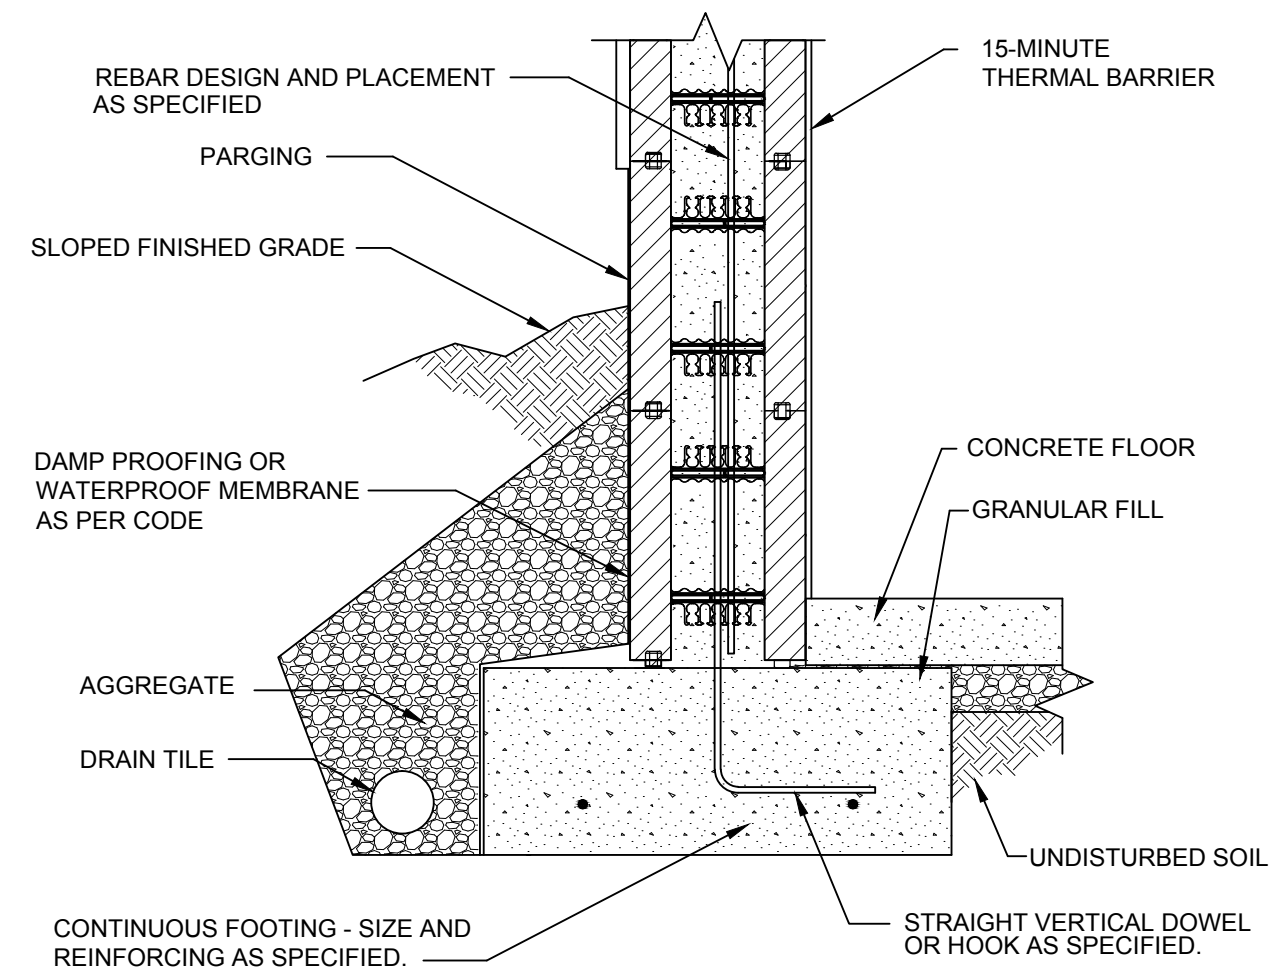 15-MINUTE
THERMAL BARRIER
REBAR DESIGN AND PLACEMENT
AS SPECIFIED
PARGING
SLOPED FINISHED GRADE
DAMP PROOFING OR
WATERPROOF MEMBRANE
AS PER CODE
CONCRETE FLOOR
GRANULAR FILL
AGGREGATE
DRAIN TILE
UNDISTURBED SOIL
CONTINUOUS FOOTING - SIZE AND
REINFORCING AS SPECIFIED.
STRAIGHT VERTICAL DOWEL
OR HOOK AS SPECIFIED.